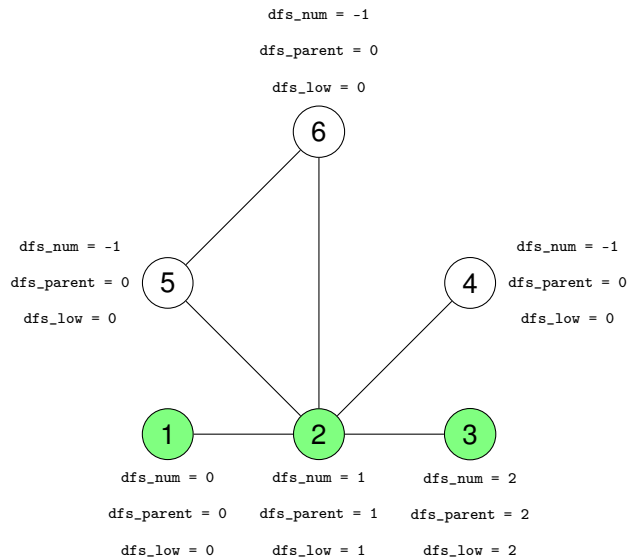 dfs_num = -1
dfs_parent = 0
dfs_low = 0
6
dfs_num = -1
dfs_parent = 0
dfs_low = 0
5
4
dfs_num = -1
dfs_parent = 0
dfs_low = 0
1
2
3
dfs_num = 0
dfs_parent = 0
dfs_low = 0
dfs_num = 1
dfs_parent = 1
dfs_low = 1
dfs_num = 2
dfs_parent = 2
dfs_low = 2